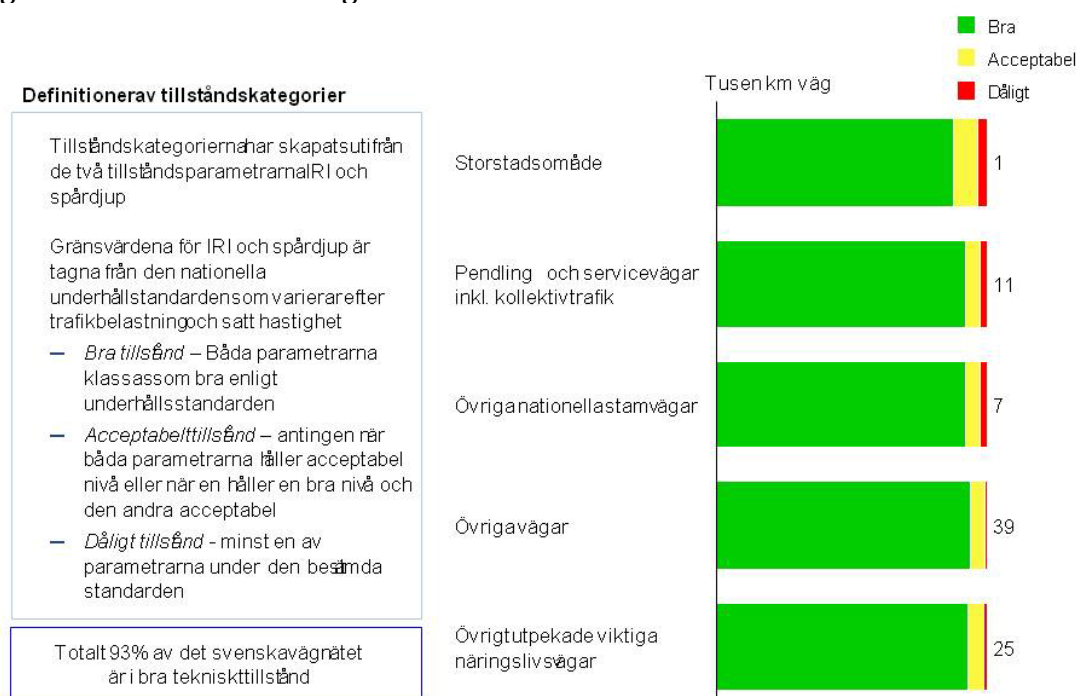 Bra
Acceptabel
Dåligt
Definitionerav tillståndskategorier
Tillståndskategoriernahar skapatsutifrån
de två tillståndsparametrarnaIRI och
spårdjup
Gränsvärdena för IRI och spårdjup är
tagna från den nationella
underhållstandardensom varierarefter
trafikbelastningoch satt hastighet
– Bra tillstånd – Båda parametrarna
klassassom bra enligt
underhållsstandarden
– Acceptabelttillstånd – antingen när
båda parametrarna håller acceptabel
nivå eller när en håller en bra nivå och
den andra acceptabel
– Dåligt tillstånd - minst en av
parametrarna under den bestämda
standarden
Totalt 93% av det svenskavägnätet
är i bra tekniskttillstånd
Tusen km väg
Storstadsområde
1
Pendling och servicevägar
inkl. kollektivtrafik
11
Övriganationellastamvägar
7
Övrigavägar
39
Övrigtutpekade viktiga
näringslivsvägar
25